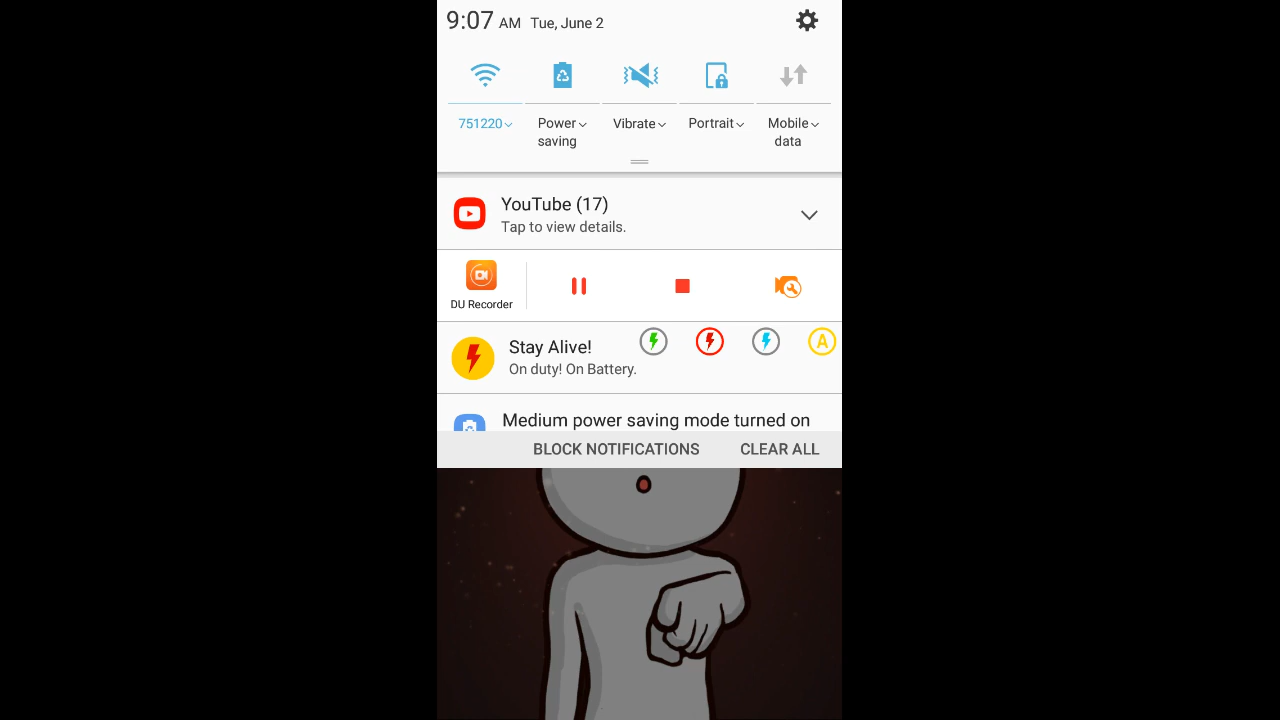 9:07 AM Tue, June 2
751220 Power saving Vibrate Portrait Mobile data
YouTube (17)
Tap to view details.
DU Recorder
Stay Alive!
A
On duty! On Battery.
Medium power saving mode turned on
BLOCK NOTIFICATIONS CLEAR ALL